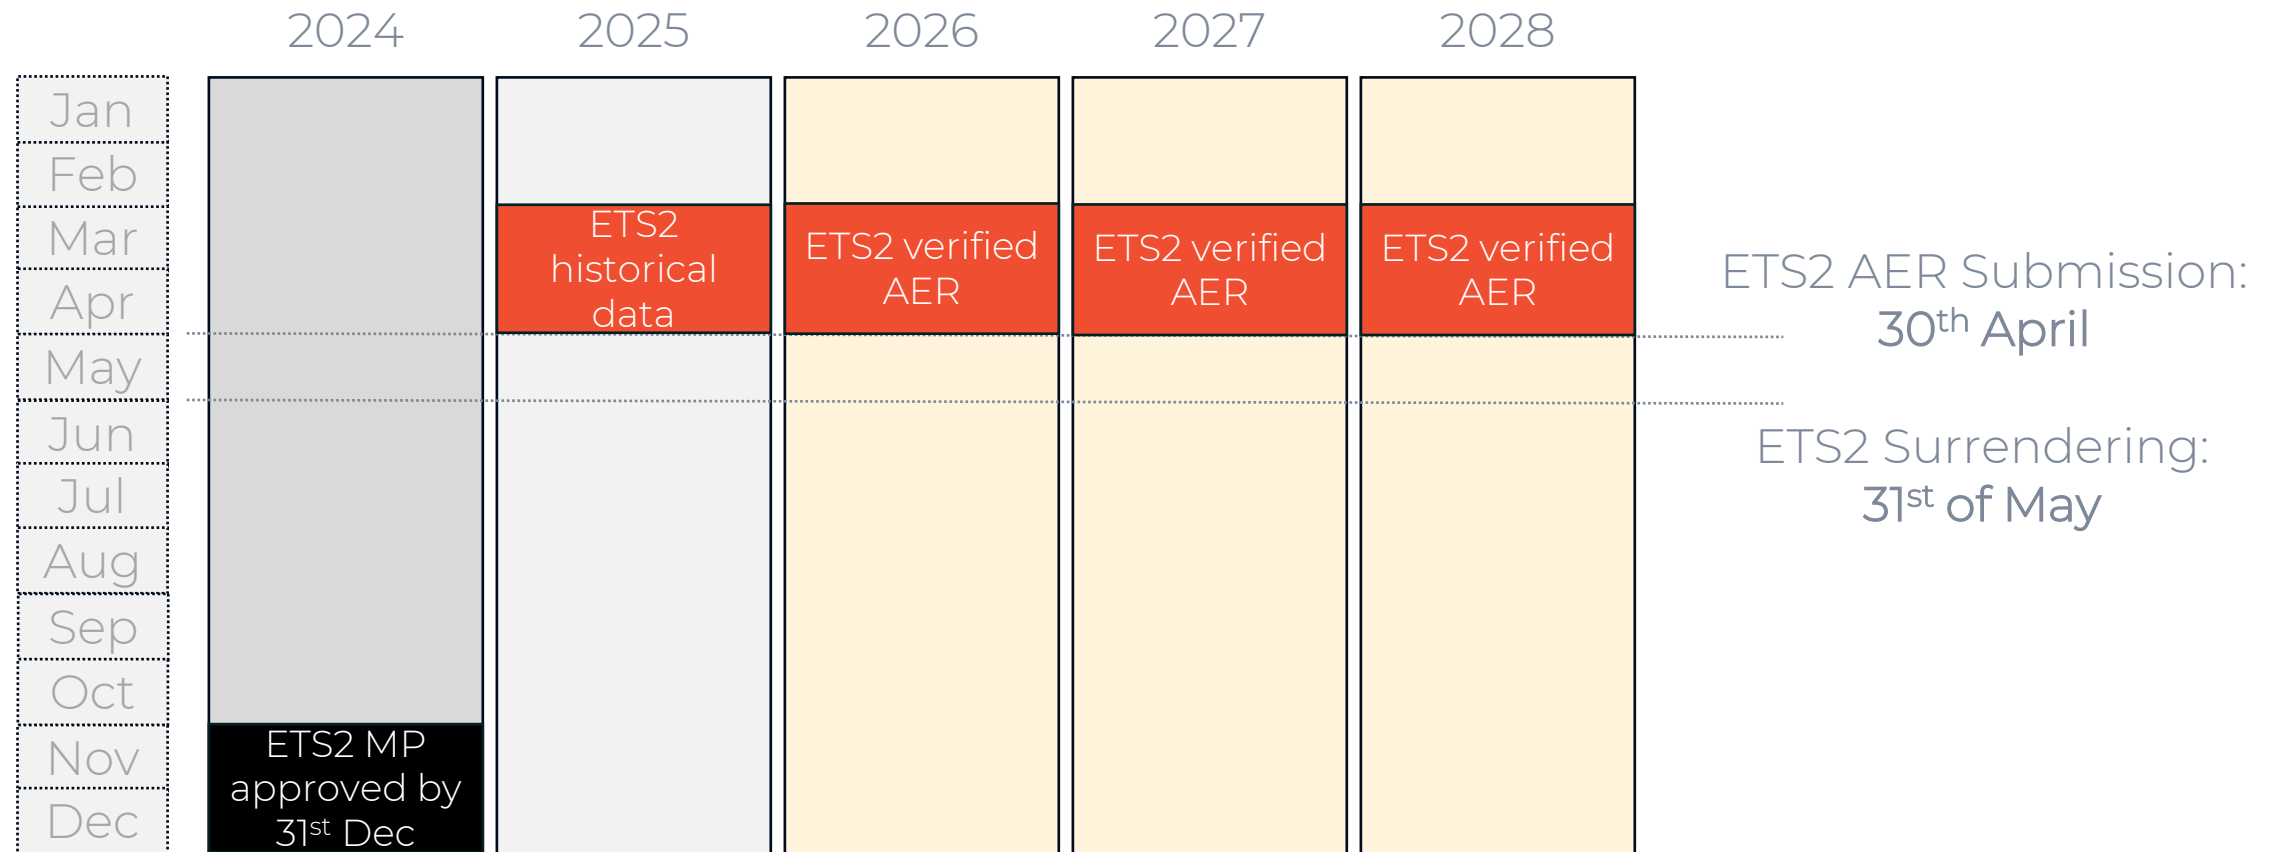 2024 2025 2026 2027 2028
Jan
Feb
Mar
Apr
May
Jun
Jul
Aug
Sep
Oct
Nov
Dec
ETS2 MP
approved by
31st Dec
ETS2
historical
data
ETS2 verified
AER
ETS2 verified
AER
ETS2 verified
AER
ETS2 AER Submission:
30th April
ETS2 Surrendering:
31st of May